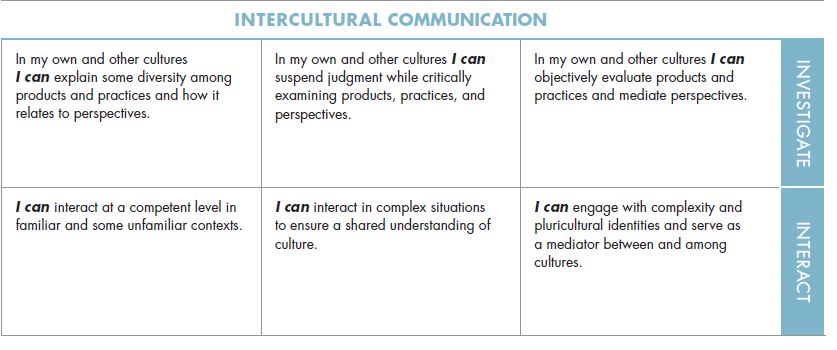 INTERCULTURAL COMMUNICATION
In my own and other cultures
I can explain some diversity among
products and practices and how it
relates to perspectives.
In my own and other cultures I can
suspend judgment while critically
examining products, practices, and
perspectives.
In my own and other cultures I can
objectively evaluate products and
practices and mediate perspectives.
INVESTIGATE
I can interact at a competent level in
familiar and some unfamiliar contexts.
I can interact in complex situations
to ensure a shared understanding of
culture.
I can engage with complexity and
pluricultural identities and serve as
a mediator between and among
cultures.
INTERACT